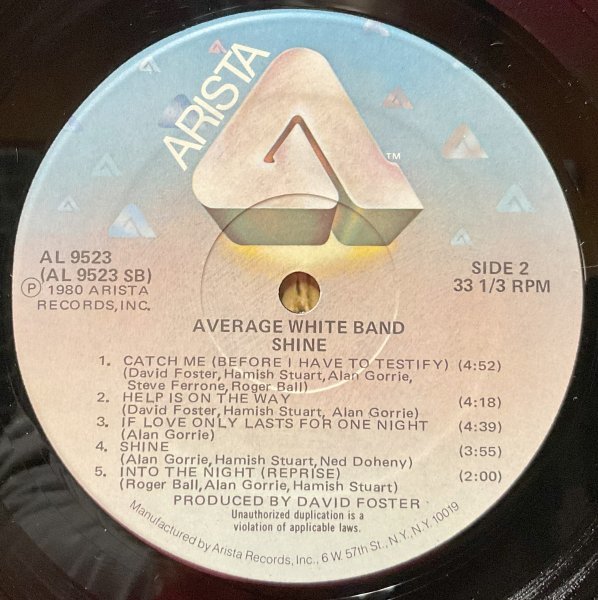 ARISTA
TM
AL 9523
(AL 9523 SB)
Ⓟ 1980 ARISTA
RECORDS, INC.
SIDE 2
33 1/3 RPM
AVERAGE WHITE BAND
SHINE
1. CATCH ME (BEFORE I HAVE TO TESTIFY) (4:52)
(David Foster, Hamish Stuart, Alan Gorrie,
Steve Ferrone, Roger Ball)
2. HELP IS ON THE WAY (4:18)
(David Foster, Hamish Stuart, Alan Gorrie)
3. IF LOVE ONLY LASTS FOR ONE NIGHT (4:39)
(Alan Gorrie)
4. SHINE (3:55)
(Alan Gorrie, Hamish Stuart, Ned Doheny)
5. INTO THE NIGHT (REPRISE) (2:00)
(Roger Ball, Alan Gorrie, Hamish Stuart)
PRODUCED BY DAVID FOSTER
Unauthorized duplication is a
violation of applicable laws.
Manufactured by Arista Records, Inc., 6 W. 57th St., N.Y., N.Y. 10019